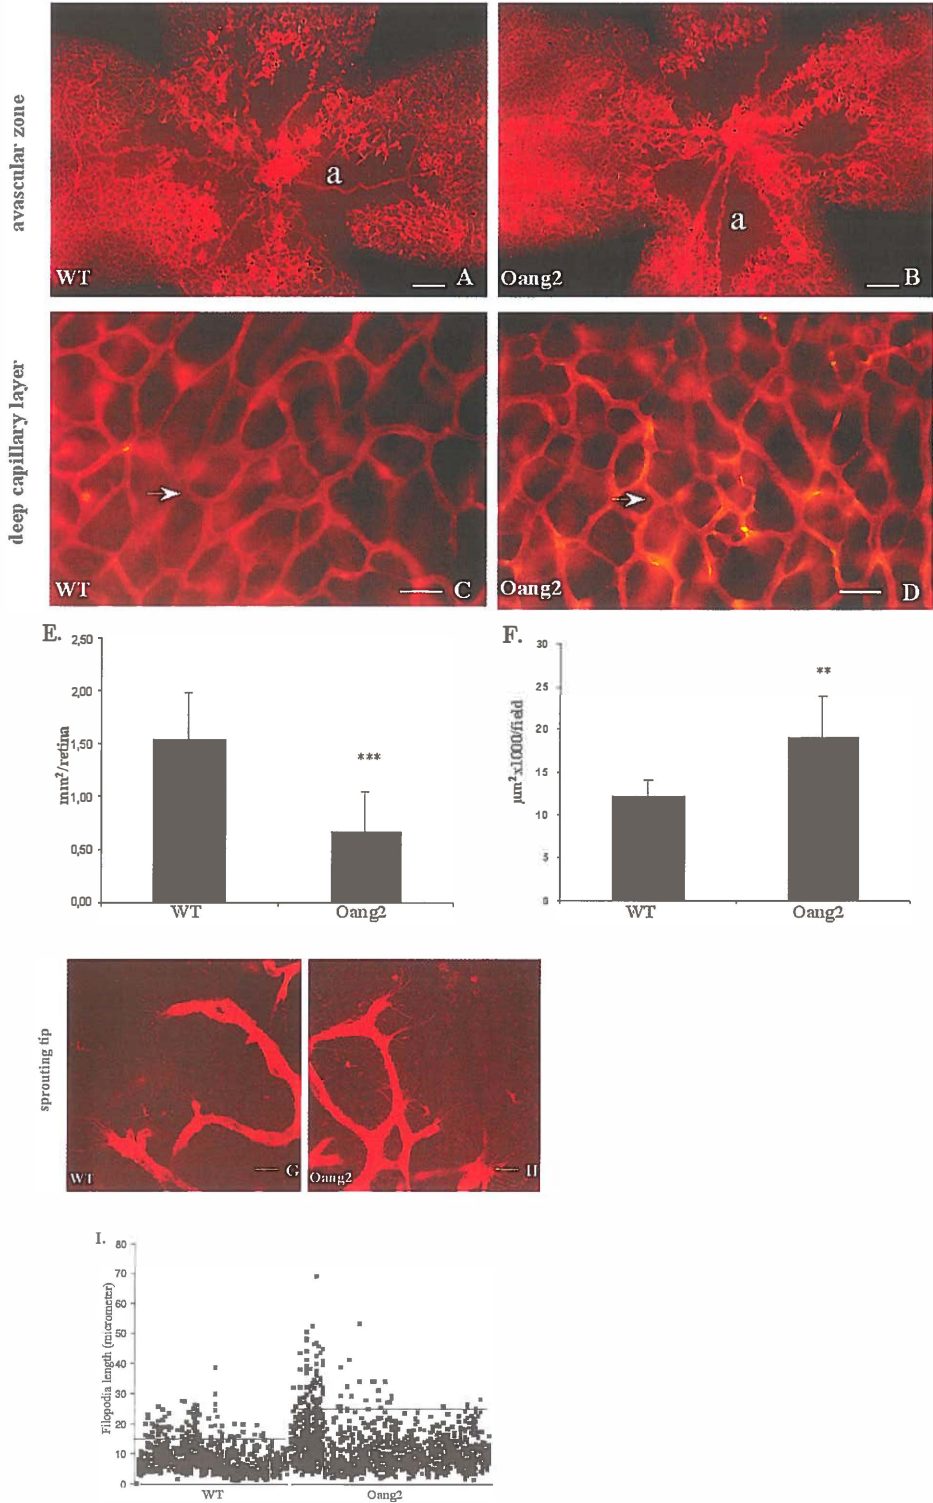 avascular zone
a
WT
A
a
Oang2
B
deep capillary layer
WT
C
Oang2
D
E.
2,50
2,00
1,50
1,00
0,50
0,00
mm²/retina
***
WT
Oang2
F.
30
25
20
15
10
5
0
µm²x1000/field
**
WT
Oang2
sprouting tip
WT
G
Oang2
H
I.
80
70
60
50
40
30
20
10
0
Filopodia length (micrometer)
WT
Oang2